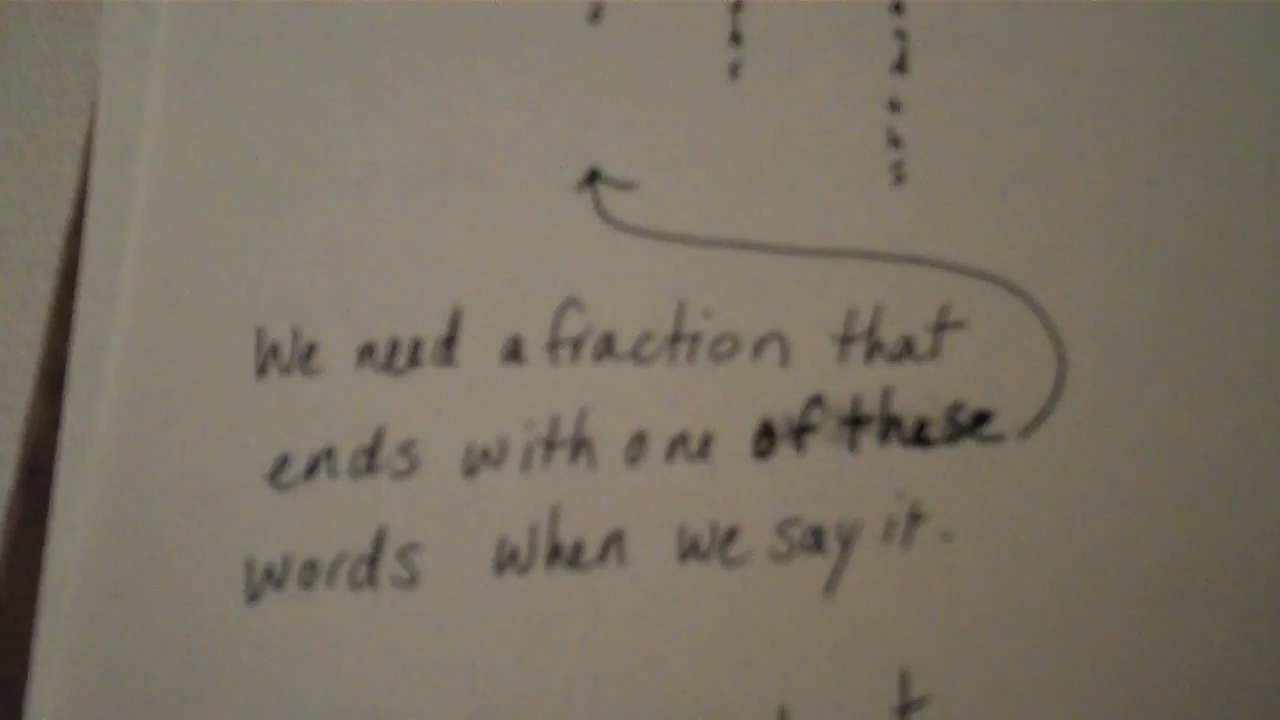 We need a fraction that
ends with one of these
words when we say it.